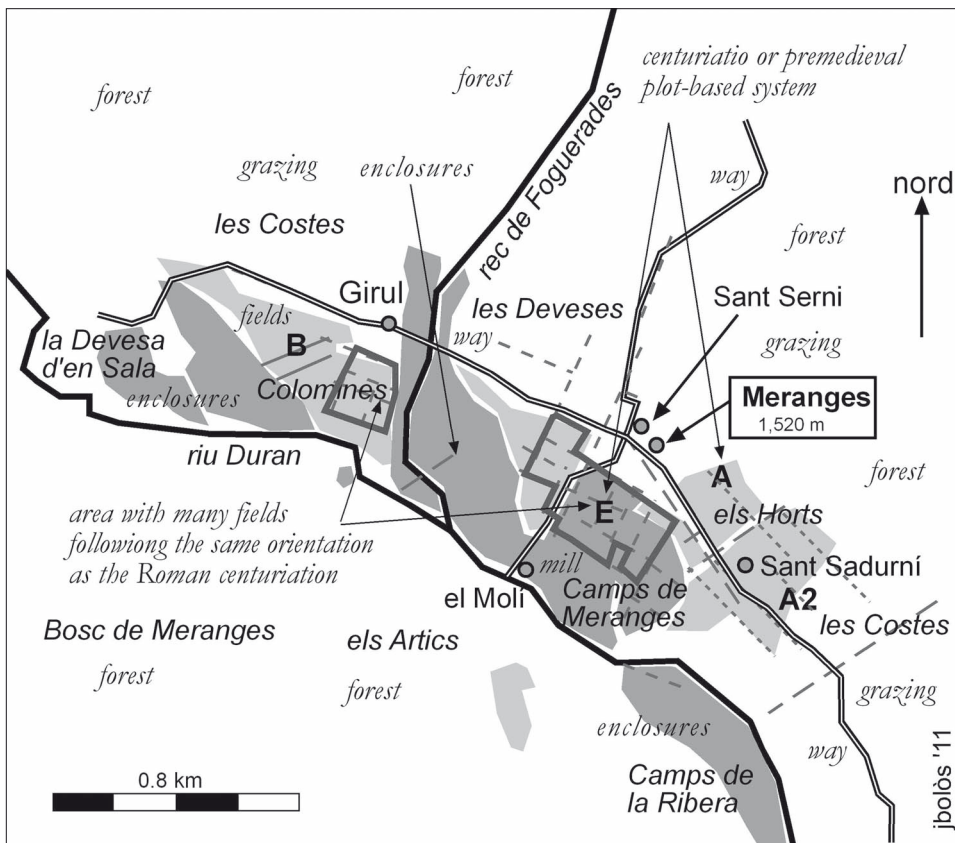 centuriatio or premedieval
plot-based system
forest
forest
grazing
enclosures
rec de Foguerades
way
nord
les Costes
forest
Girul
les Deveses
Sant Serni
fields
way
grazing
la Devesa
d'en Sala
B
Meranges
1,520 m
Colomines
enclosures
A
forest
riu Duran
els Horts
E
area with many fields
followiong the same orientation
as the Roman centuriation
mill
Sant Sadurní
el Molí
Camps de
Meranges
A2
les Costes
Bosc de Meranges
els Artics
forest
forest
grazing
enclosures
way
0.8 km
Camps de
la Ribera
jbolòs '11